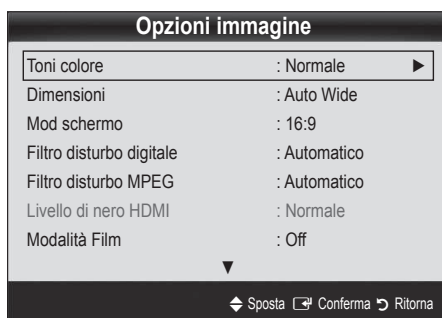 Opzioni immagine
Toni colore : Normale ►
Dimensioni : Auto Wide
Mod schermo : 16:9
Filtro disturbo digitale : Automatico
Filtro disturbo MPEG : Automatico
Livello di nero HDMI : Normale
Modalità Film : Off
▼
Sposta Conferma Ritorna